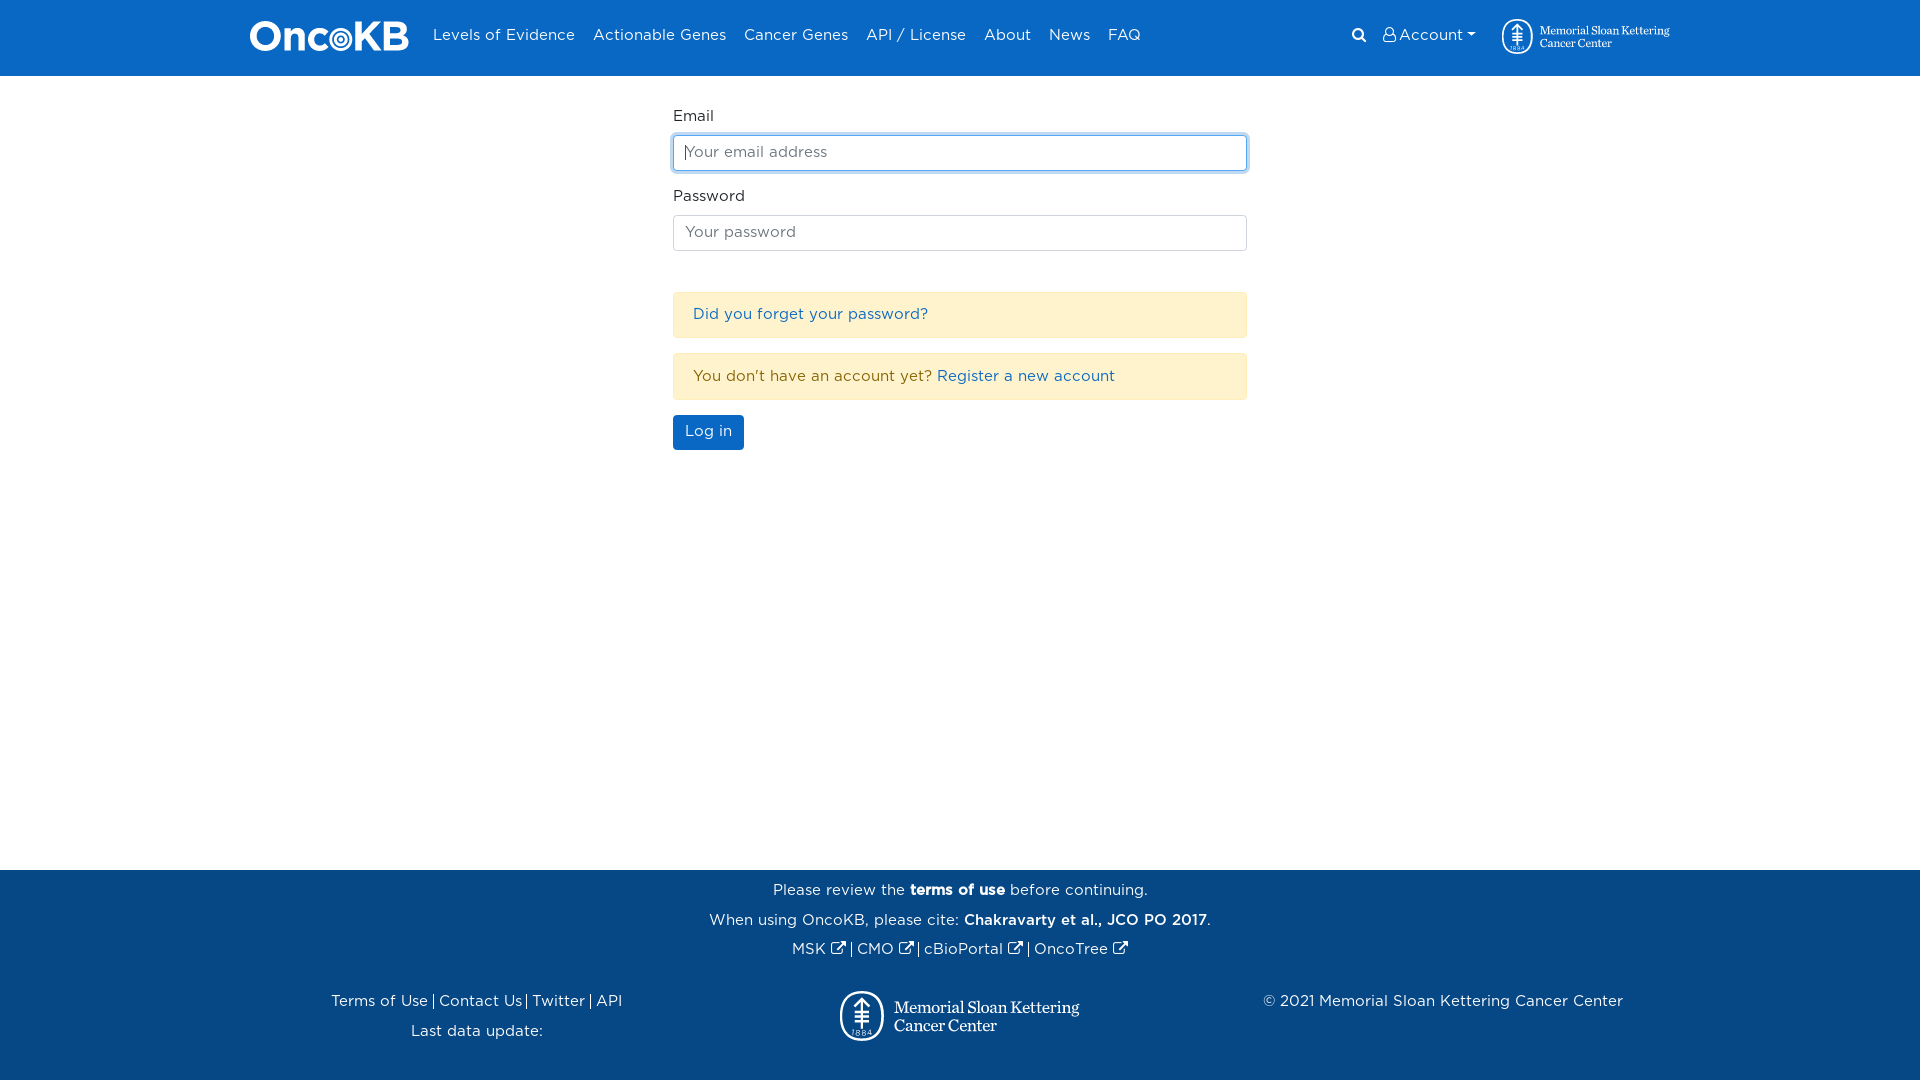 OncoKB Levels of Evidence Actionable Genes Cancer Genes API / License About News FAQ Account Memorial Sloan Kettering
Cancer Center
1884
Email
Your email address
Password
Your password
Did you forget your password?
You don't have an account yet? Register a new account
Log in
Please review the terms of use before continuing.
When using OncoKB, please cite: Chakravarty et al., JCO PO 2017.
MSK | CMO | cBioPortal | OncoTree
Terms of Use | Contact Us | Twitter | API
Last data update:
Memorial Sloan Kettering
Cancer Center
1884
© 2021 Memorial Sloan Kettering Cancer Center